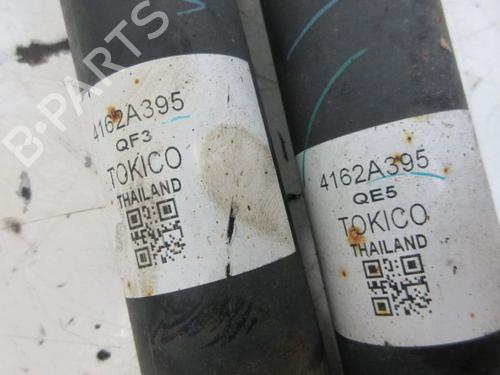 B-PARTS
4162A395
QF3
TOKICO
THAILAND
4162A395
QE5
TOKICO
THAILAND